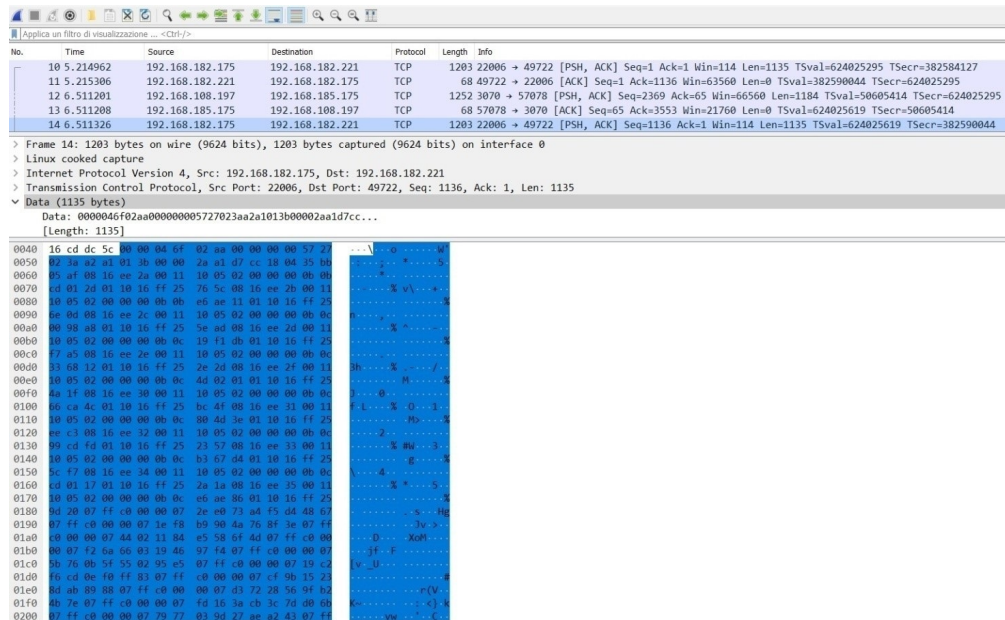 Applica un filtro di visualizzazione ... <Ctrl-/>
No. Time Source Destination Protocol Length Info
10 5.214962 192.168.182.175 192.168.182.221 TCP 1203 22006 → 49722 [PSH, ACK] Seq=1 Ack=1 Win=114 Len=1135 TSval=624025295 TSecr=382584127
11 5.215306 192.168.182.221 192.168.182.175 TCP 68 49722 → 22006 [ACK] Seq=1 Ack=1136 Win=63560 Len=0 TSval=382590044 TSecr=624025295
12 6.511201 192.168.108.197 192.168.185.175 TCP 1252 3070 → 57078 [PSH, ACK] Seq=2369 Ack=65 Win=66560 Len=1184 TSval=50605414 TSecr=624025295
13 6.511208 192.168.185.175 192.168.108.197 TCP 68 57078 → 3070 [ACK] Seq=65 Ack=3553 Win=21760 Len=0 TSval=624025619 TSecr=50605414
14 6.511326 192.168.182.175 192.168.182.221 TCP 1203 22006 → 49722 [PSH, ACK] Seq=1136 Ack=1 Win=114 Len=1135 TSval=624025619 TSecr=382590044
> Frame 14: 1203 bytes on wire (9624 bits), 1203 bytes captured (9624 bits) on interface 0
> Linux cooked capture
> Internet Protocol Version 4, Src: 192.168.182.175, Dst: 192.168.182.221
> Transmission Control Protocol, Src Port: 22006, Dst Port: 49722, Seq: 1136, Ack: 1, Len: 1135
Data (1135 bytes)
Data: 0000046f02aa000000005727023aa2a1013b00002aa1d7cc...
[Length: 1135]
0040 16 cd dc 5c 00 00 04 6f 02 aa 00 00 00 00 57 27
0050 02 3a a2 a1 01 3b 00 00 2a a1 d7 cc 18 04 35 bb
0060 05 af 08 16 ee 2a 00 11 10 05 02 00 00 00 0b 0b
0070 cd 01 2d 01 10 16 ff 25 76 5c 08 16 ee 2b 00 11
0080 10 05 02 00 00 00 0b 0b e6 ae 11 01 10 16 ff 25
0090 6e 0d 08 16 ee 2c 00 11 10 05 02 00 00 00 0b 0c
00a0 00 98 a8 01 10 16 ff 25 5e ad 08 16 ee 2d 00 11
00b0 10 05 02 00 00 00 0b 0c 19 f1 db 01 10 16 ff 25
00c0 f7 a5 08 16 ee 2e 00 11 10 05 02 00 00 00 0b 0c
00d0 33 68 12 01 10 16 ff 25 2e 2d 08 16 ee 2f 00 11
00e0 10 05 02 00 00 00 0b 0c 4d 02 01 01 10 16 ff 25
00f0 4a 1f 08 16 ee 30 00 11 10 05 02 00 00 00 0b 0c
0100 66 ca 4c 01 10 16 ff 25 bc 4f 08 16 ee 31 00 11
0110 10 05 02 00 00 00 0b 0c 80 4d 3e 01 10 16 ff 25
0120 ee c3 08 16 ee 32 00 11 10 05 02 00 00 00 0b 0c
0130 99 cd fd 01 10 16 ff 25 23 57 08 16 ee 33 00 11
0140 10 05 02 00 00 00 0b 0c b3 67 d4 01 10 16 ff 25
0150 5c f7 08 16 ee 34 00 11 10 05 02 00 00 00 0b 0c
0160 cd 01 17 01 10 16 ff 25 2a 1a 08 16 ee 35 00 11
0170 10 05 02 00 00 00 0b 0c e6 ae 86 01 10 16 ff 25
0180 9d 20 07 ff c0 00 00 07 2e e0 73 a4 f5 d4 48 67
0190 07 ff c0 00 00 07 1e f8 b9 90 4a 76 8f 3e 07 ff
01a0 c0 00 00 07 44 02 11 84 e5 58 6f 4d 07 ff c0 00
01b0 00 07 f2 6a 66 03 19 46 97 f4 07 ff c0 00 00 07
01c0 5b 76 0b 5f 55 02 95 e5 07 ff c0 00 00 07 19 c2
01d0 f6 cd 0e f0 ff 83 07 ff c0 00 00 07 cf 9b 15 23
01e0 8d ab 89 88 07 ff c0 00 00 07 d3 72 28 56 9f b2
01f0 4b 7e 07 ff c0 00 00 07 fd 16 3a cb 3c 7d d0 6b
0200 07 ff c0 00 00 07 79 77 03 9d 27 ae a2 43 07 ff